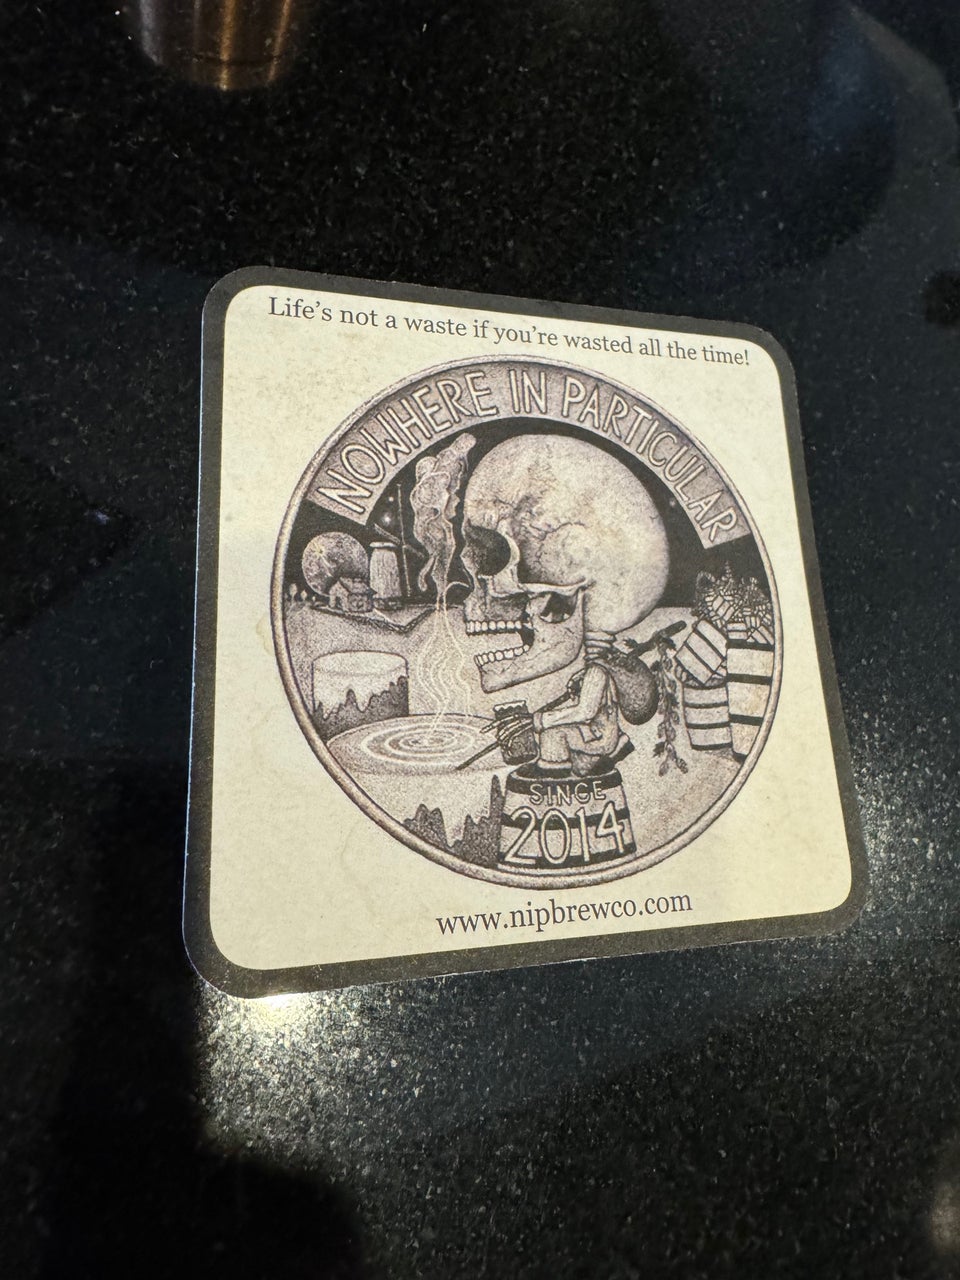 Life's not a waste if you're wasted all the time!
NOWHERE IN PARTICULAR
SINCE
2014
www.nipbrewco.com